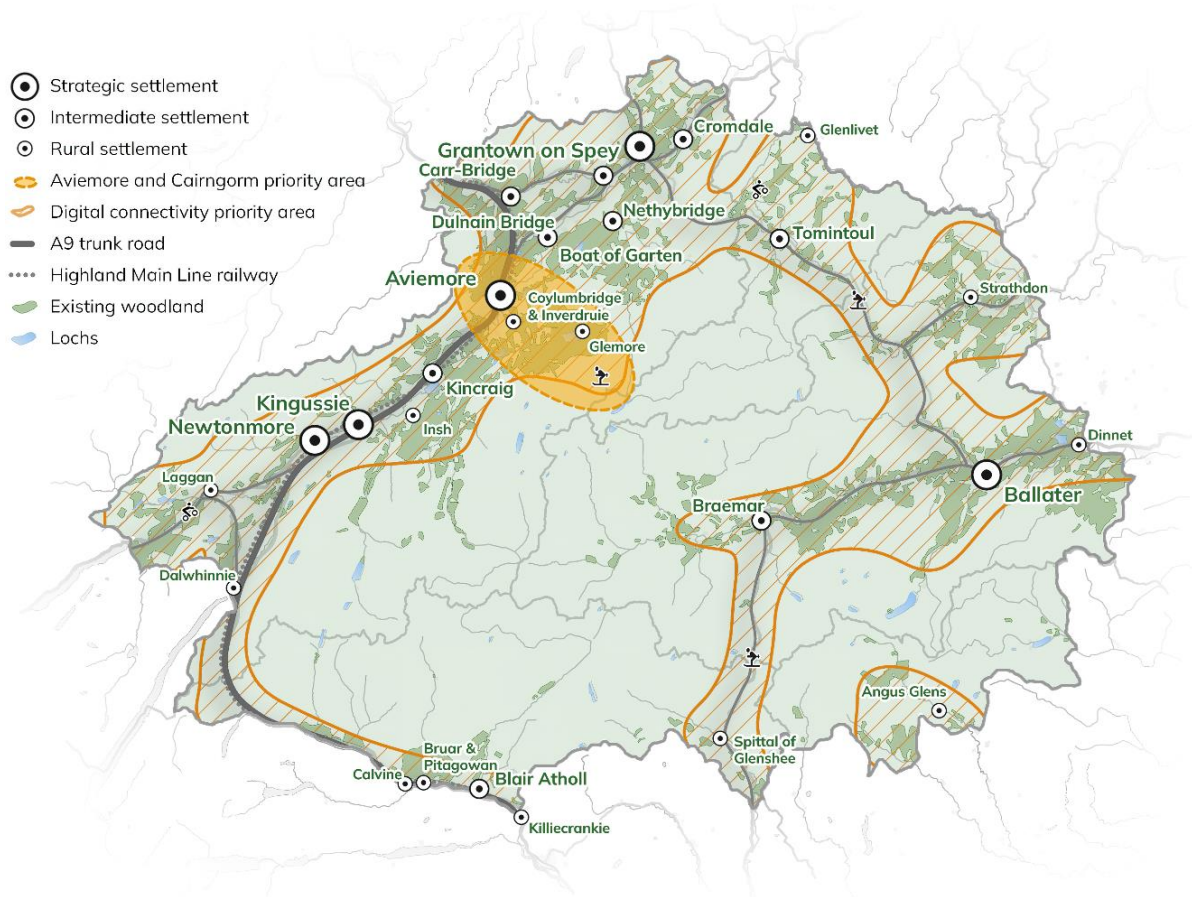 Strategic settlement
Intermediate settlement
Rural settlement
Aviemore and Cairngorm priority area
Digital connectivity priority area
A9 trunk road
Highland Main Line railway
Existing woodland
Lochs
Cromdale
Glenlivet
Grantown on Spey
Carr-Bridge
Nethybridge
Dulnain Bridge
Tomintoul
Boat of Garten
Aviemore
Strathdon
Coylumbridge
& Inverdruie
Glemore
Kincraig
Kingussie
Newtonmore
Insh
Dinnet
Laggan
Ballater
Braemar
Dalwhinnie
Angus Glens
Spittal of
Glenshee
Bruar &
Pitagowan
Calvine
Blair Atholl
Killiecrankie